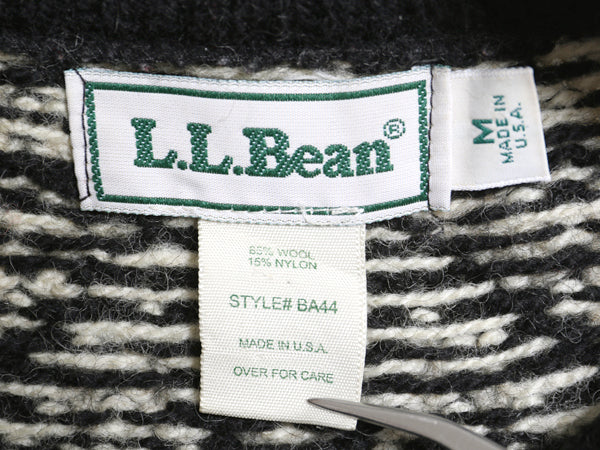 L.L.Bean®
M
MADE IN
U.S.A.
85% WOOL
15% NYLON
STYLE# BA44
MADE IN U.S.A.
OVER FOR CARE